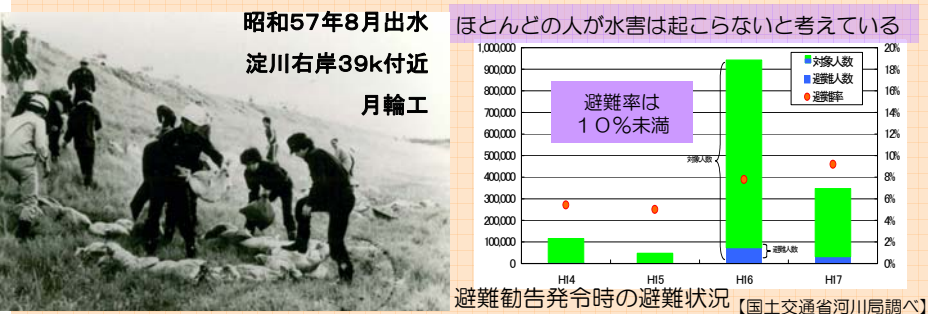 昭和57年8月出水
淀川右岸39k付近
月輪工
ほとんどの人が水害は起こらないと考えている
1,000,000
900,000
800,000
700,000
600,000
500,000
400,000
300,000
200,000
100,000
0
20%
18%
16%
14%
12%
10%
8%
6%
4%
2%
0%
対象人数
避難人数
避難率
避難率は
10%未満
対象人数
避難人数
H14
H15
H16
H17
避難勧告発令時の避難状況
【国土交通省河川局調べ】